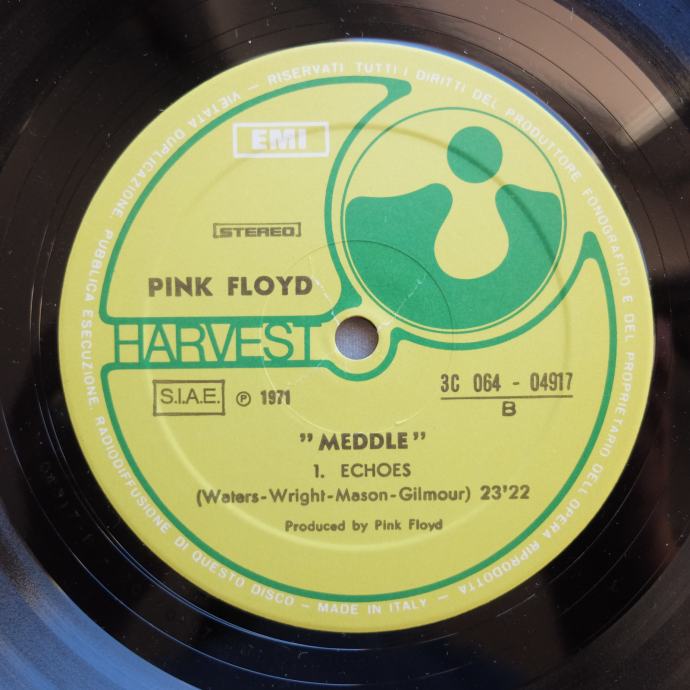 VIETATA DUPLICAZIONE. PUBBLICA ESECUZIONE. RADIODIFFUSIONE DI QUESTO DISCO – MADE IN ITALY – RISERVATI TUTTI I DIRITTI DEL PRODUTTORE FONOGRAFICO E DEL PROPRIETARIO DELL OPERA RIPRODOTTA
EMI
STEREO
PINK FLOYD
HARVEST
S.I.A.E. ℗ 1971
3C 064 - 04917
B
"MEDDLE"
1. ECHOES
(Waters-Wright-Mason-Gilmour) 23'22
Produced by Pink Floyd